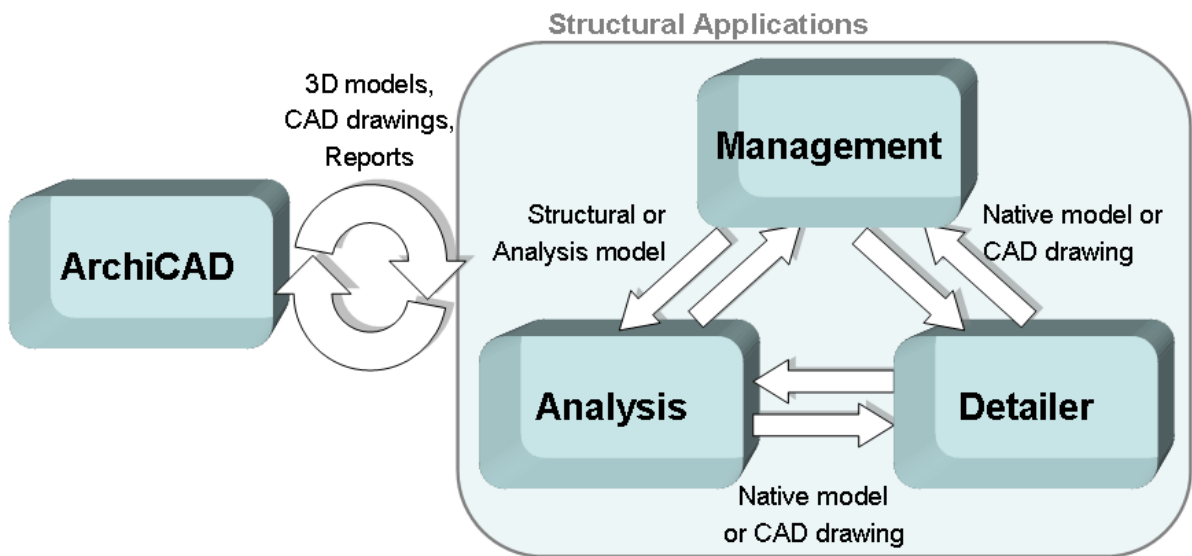 Structural Applications
3D models,
CAD drawings,
Reports
ArchiCAD
Management
Structural or
Analysis model
Native model or
CAD drawing
Analysis
Detailer
Native model
or CAD drawing